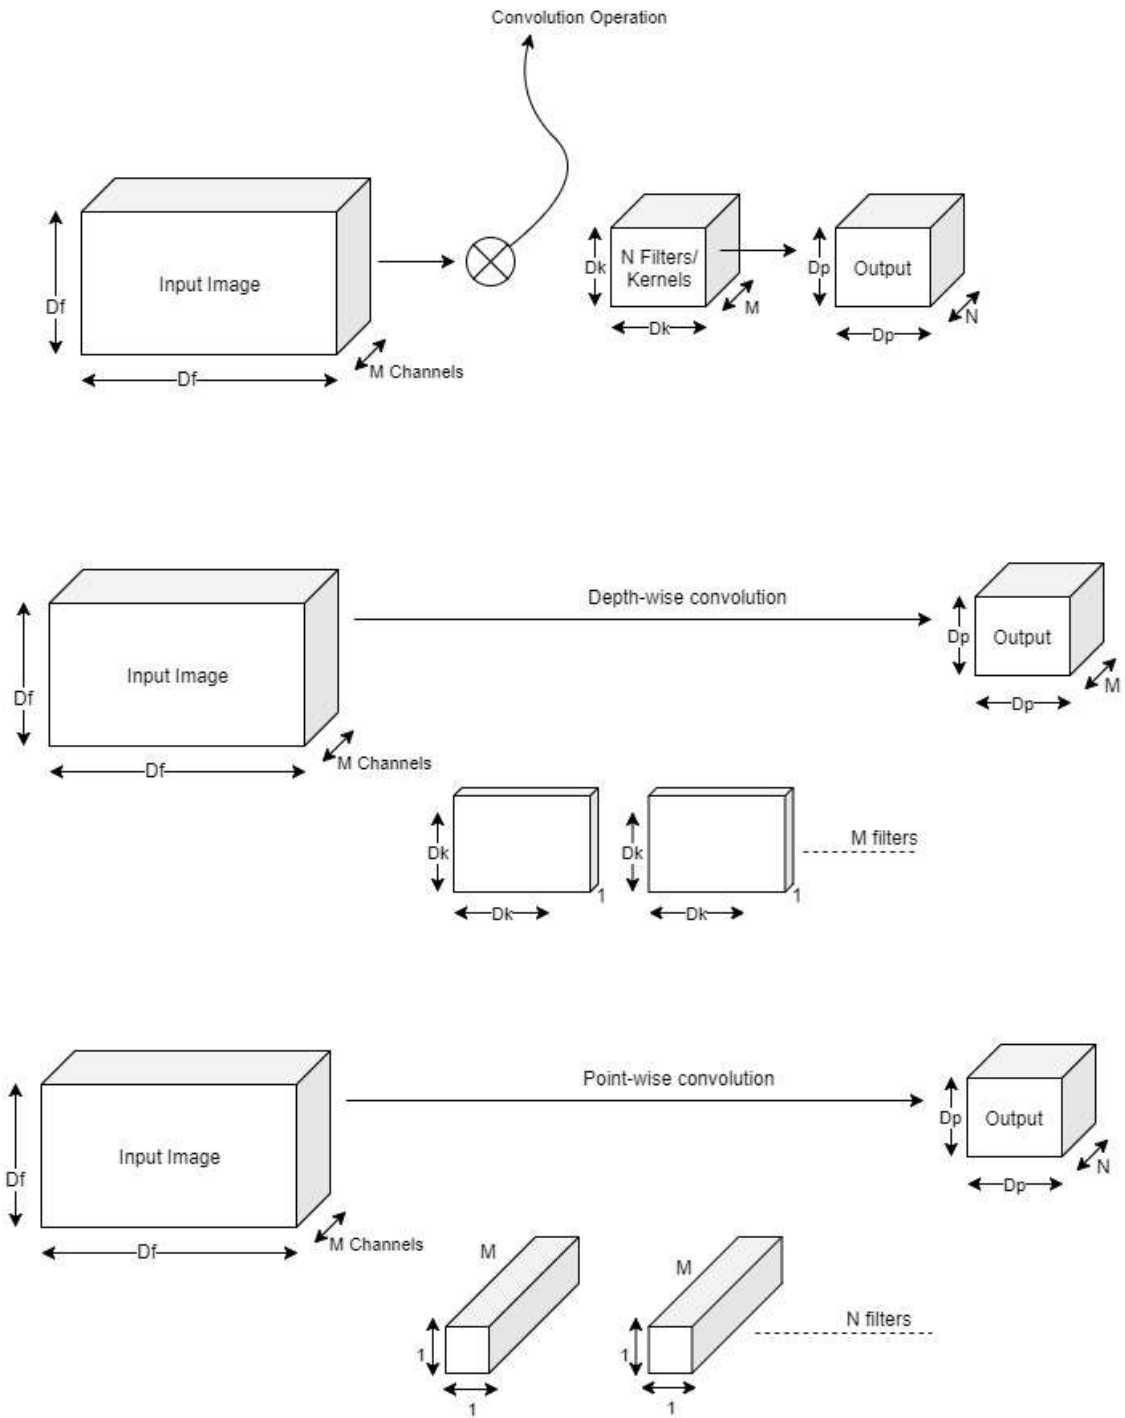 Convolution Operation
Df
Input Image
Df
M Channels
Dk
N Filters/
Kernels
Dk
M
Dp
Output
Dp
N
Df
Input Image
Df
M Channels
Depth-wise convolution
Dp
Output
Dp
M
Dk
Dk
1
Dk
Dk
1
M filters
Df
Input Image
Df
M Channels
Point-wise convolution
Dp
Output
Dp
N
M
1
1
M
1
1
N filters